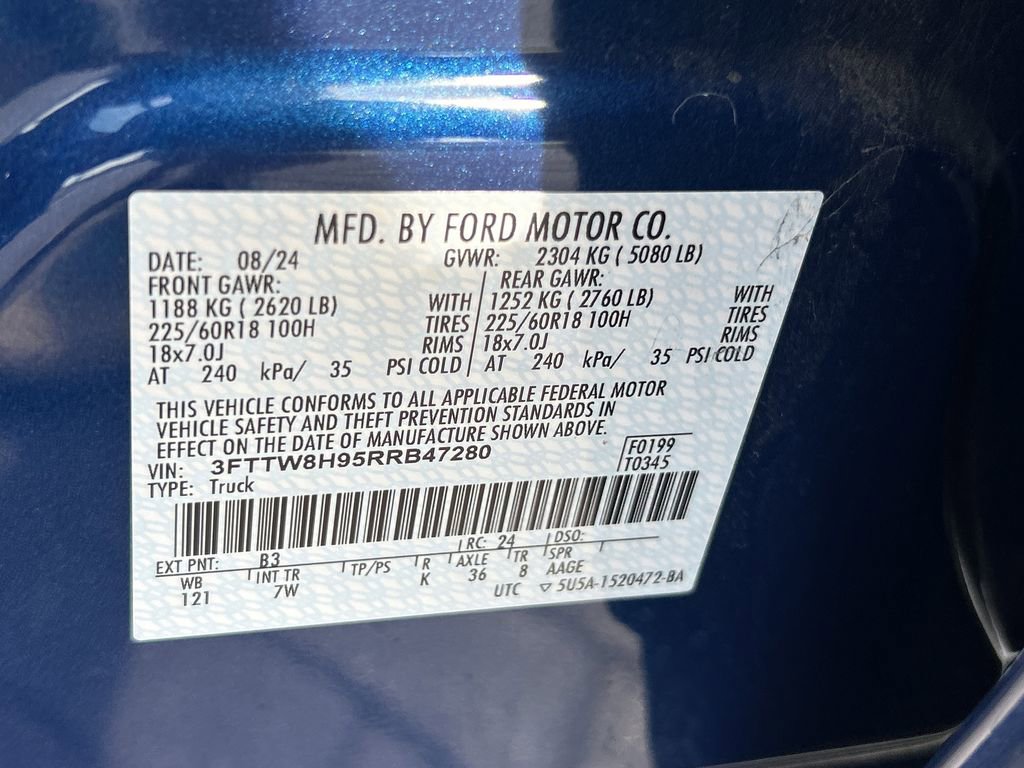 MFD. BY FORD MOTOR CO.
DATE: 08/24 GVWR: 2304 KG ( 5080 LB)
FRONT GAWR: REAR GAWR:
1188 KG ( 2620 LB) WITH 1252 KG ( 2760 LB) WITH
225/60R18 100H TIRES 225/60R18 100H TIRES
18x7.0J RIMS 18x7.0J RIMS
AT 240 kPa/ 35 PSI COLD AT 240 kPa/ 35 PSI COLD
THIS VEHICLE CONFORMS TO ALL APPLICABLE FEDERAL MOTOR
VEHICLE SAFETY AND THEFT PREVENTION STANDARDS IN
EFFECT ON THE DATE OF MANUFACTURE SHOWN ABOVE.
VIN: 3FTTW8H95RRB47280 F0199
TYPE: Truck T0345
EXT PNT: B3 RC: 24 DSO:
WB INT TR TP/PS R AXLE TR SPR
121 7W K 36 8 AAGE
UTC ▽ 5U5A-1520472-BA